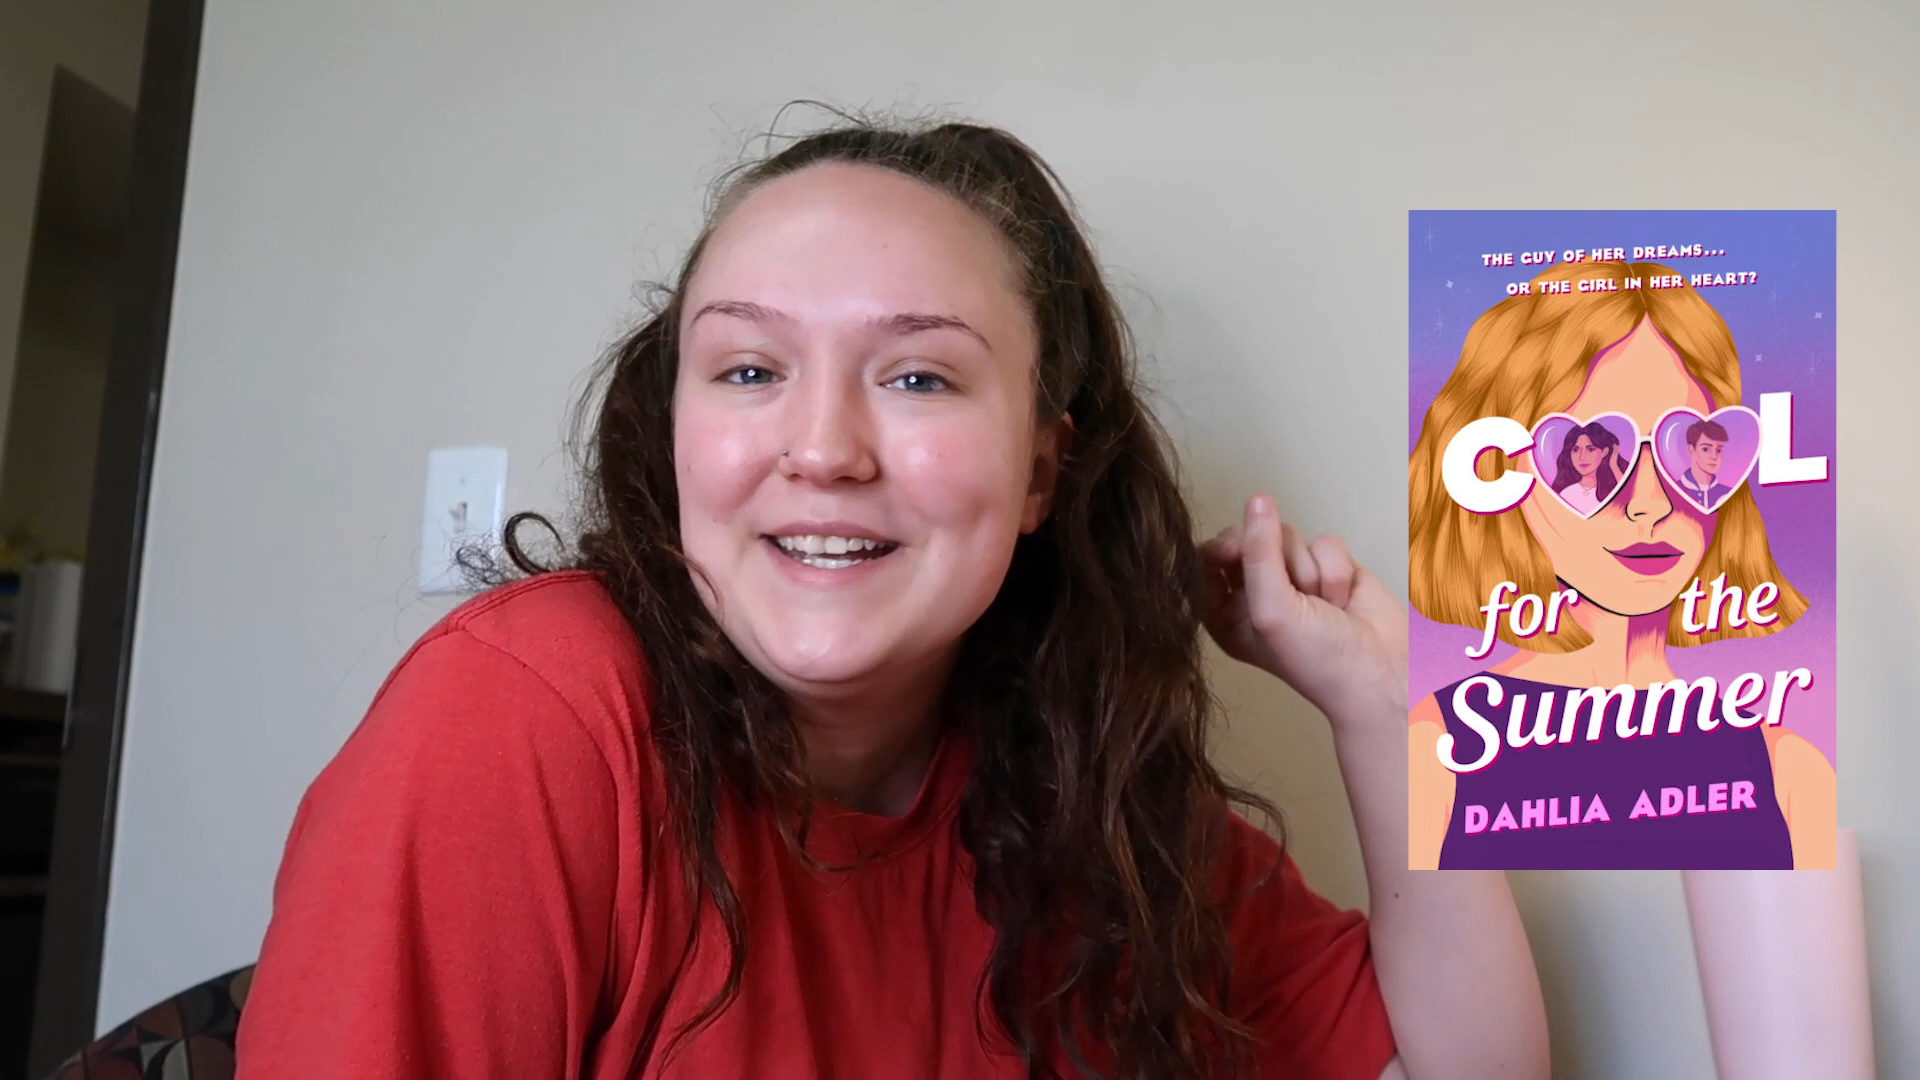 THE GUY OF HER DREAMS...
OR THE GIRL IN HER HEART?
COOL
for the
Summer
DAHLIA ADLER